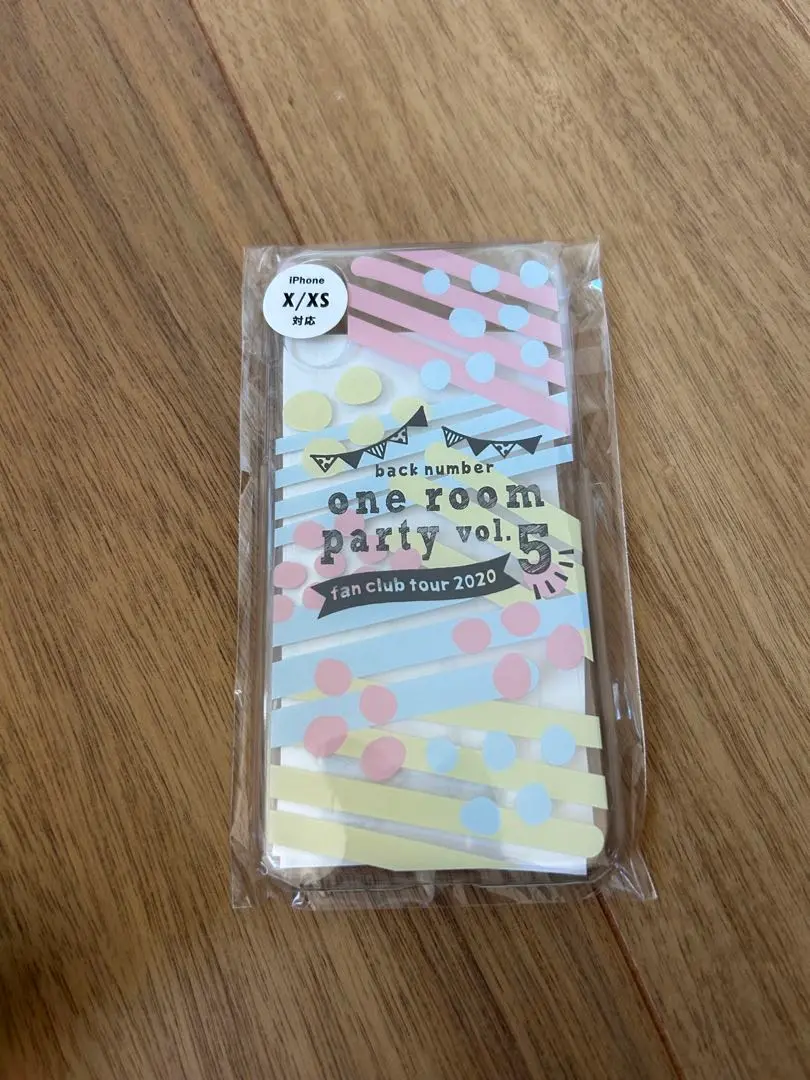 iPhone
X/XS
対応
back number
one room
party vol.5
fan club tour 2020